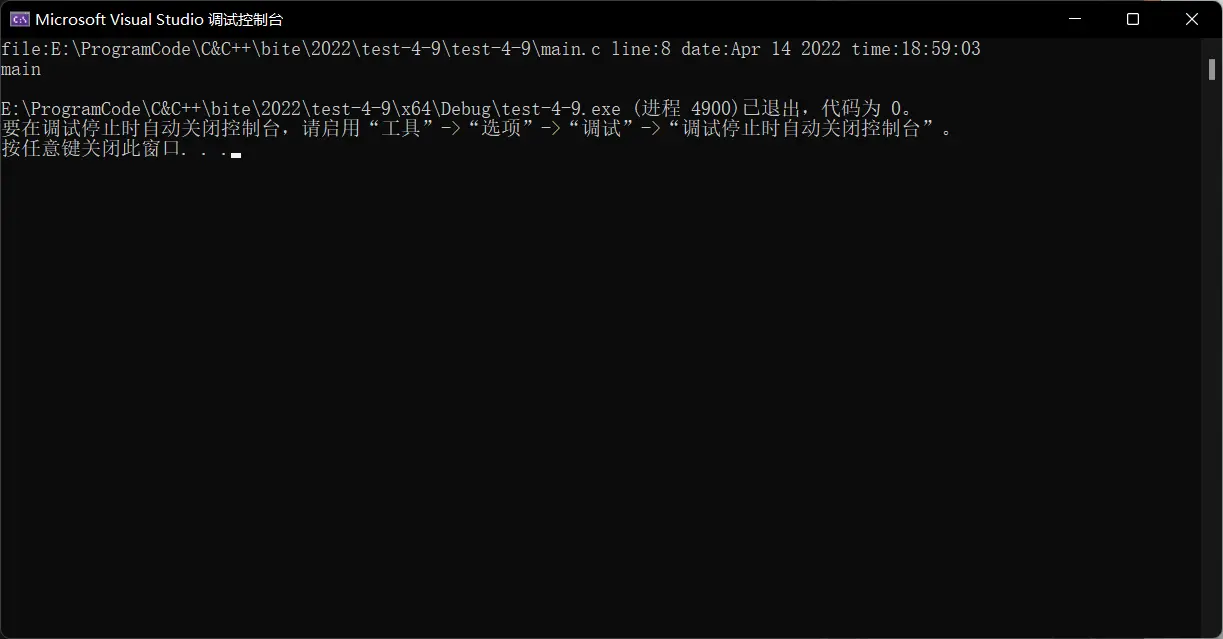 Microsoft Visual Studio 调试控制台
file:E:\ProgramCode\C&C++\bite\2022\test-4-9\test-4-9\main.c line:8 date:Apr 14 2022 time:18:59:03
main
E:\ProgramCode\C&C++\bite\2022\test-4-9\x64\Debug\test-4-9.exe (进程 4900)已退出，代码为 0。
要在调试停止时自动关闭控制台，请启用“工具”->“选项”->“调试”->“调试停止时自动关闭控制台”。
按任意键关闭此窗口. . .